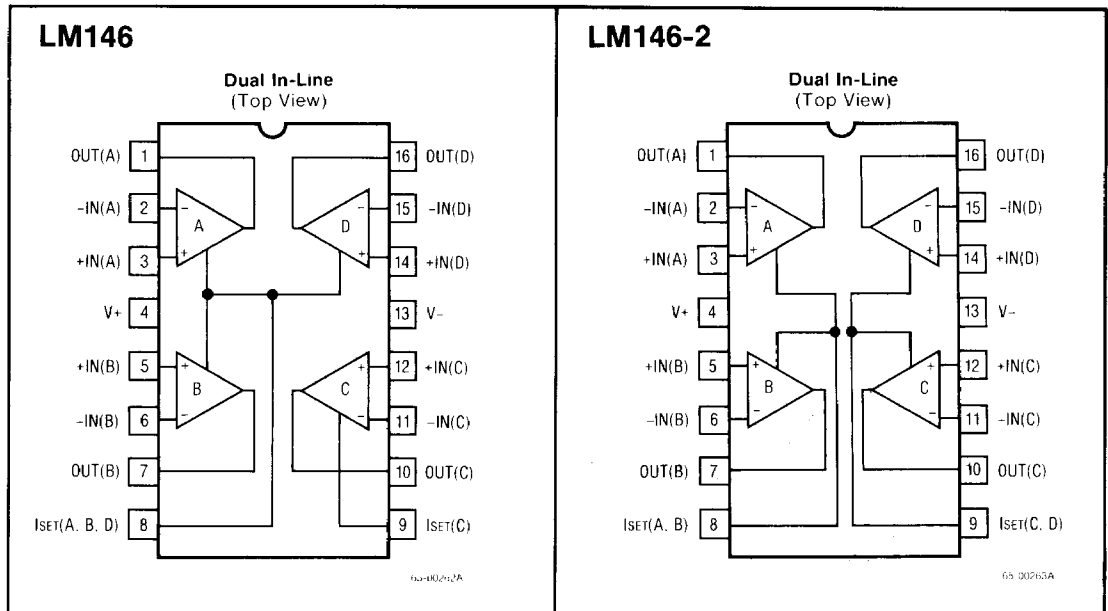 LM146
Dual In-Line
(Top View)
OUT(A) 1
16 OUT(D)
-IN(A) 2
15 -IN(D)
+IN(A) 3
14 +IN(D)
V+ 4
13 V-
+IN(B) 5
12 +IN(C)
-IN(B) 6
11 -IN(C)
OUT(B) 7
10 OUT(C)
ISET(A, B, D) 8
9 ISET(C)
A
D
B
C
- +
- +
+ -
+ -
LM146-2
Dual In-Line
(Top View)
OUT(A) 1
16 OUT(D)
-IN(A) 2
15 -IN(D)
+IN(A) 3
14 +IN(D)
V+ 4
13 V-
+IN(B) 5
12 +IN(C)
-IN(B) 6
11 -IN(C)
OUT(B) 7
10 OUT(C)
ISET(A, B) 8
9 ISET(C, D)
A
D
B
C
- +
- +
+ -
+ -
65-00263A